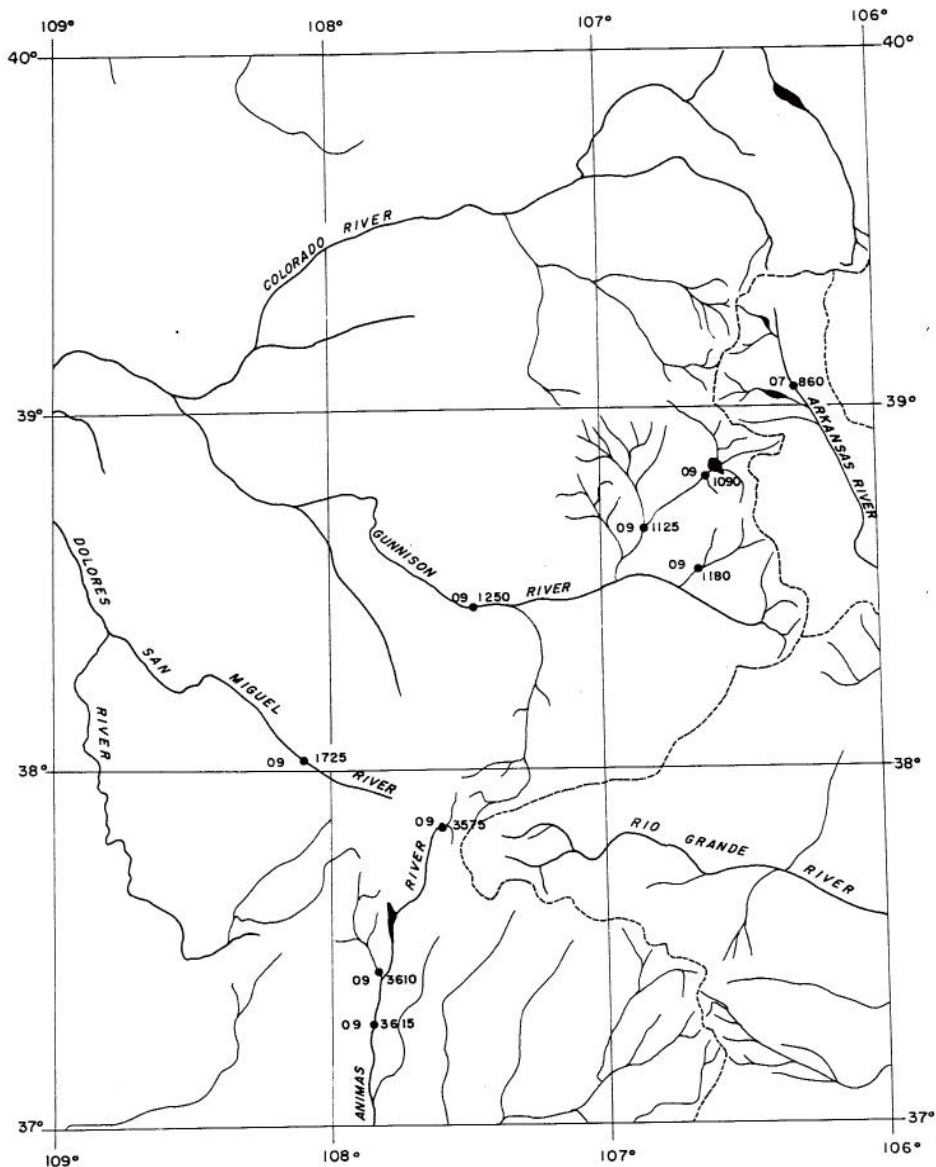 109° 108° 107° 106°
40° 40°
COLORADO RIVER
07 860
39° 39°
ARKANSAS RIVER
09 1090
09 1125
09 1180
GUNNISON RIVER
09 1250
DOLORES RIVER
SAN MIGUEL RIVER
09 1725
38° 38°
09 3575
RIO GRANDE RIVER
ANIMAS RIVER
09 3610
09 3615
37° 37°
109° 108° 107° 106°